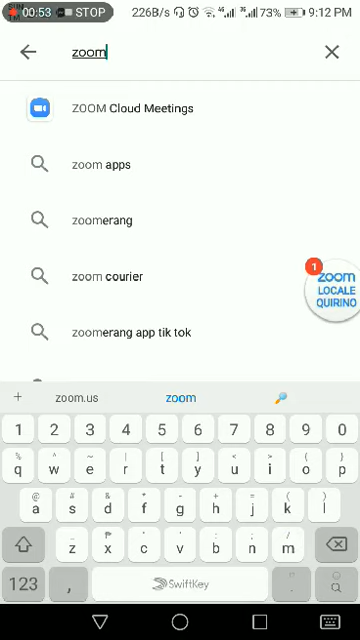 00:53 STOP 226B/s 4G 3G 73% 9:12 PM
zoom
ZOOM Cloud Meetings
zoom apps
zoomerang
zoom courier
zoomerang app tik tok
1
zoom
LOCALE
QUIRINO
+ zoom.us zoom
1 2 3 4 5 6 7 8 9 0
q w e r t y u i o p
a s d f g h j k l
z x c v b n m
123 , SwiftKey .